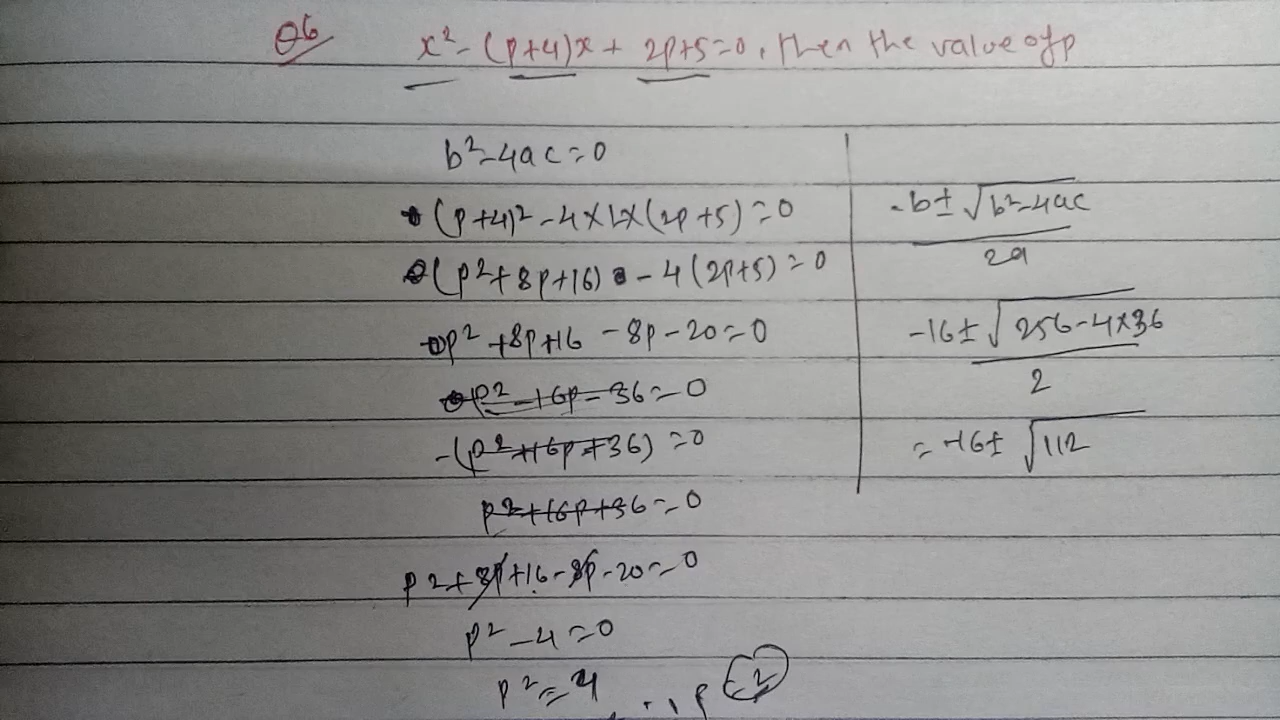 Q6 x² - (p+4)x + 2p+5=0, then the value of p
b²-4ac=0
(p+4)²-4×1×(2p+5)=0
(p²+8p+16) - 4(2p+5)=0
p²+8p+16 -8p-20=0
p²-16p-36=0
-(p²+16p+36)=0
p²+16p+36=0
p²+8p+16-8p-20=0
p²-4=0
p²=4
-b±√b²-4ac
2a
-16±√256-4×36
2
= -16±√112